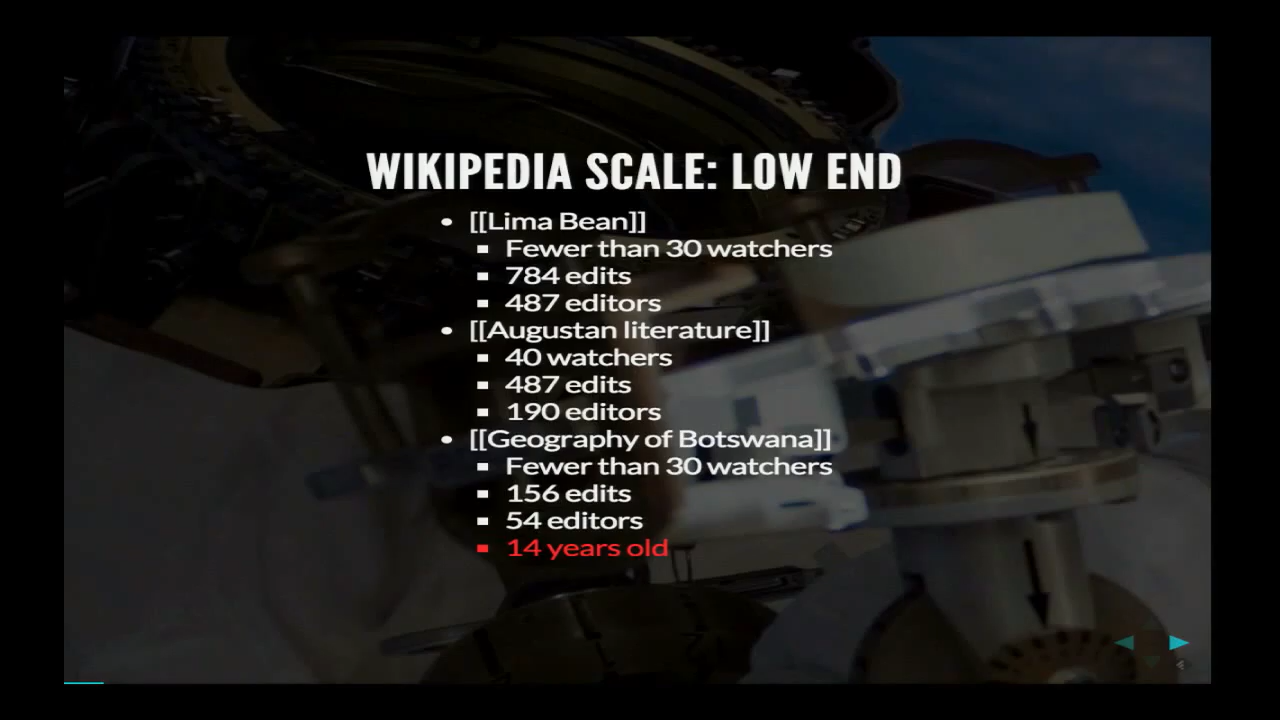 WIKIPEDIA SCALE: LOW END
• [[Lima Bean]]
▪ Fewer than 30 watchers
▪ 784 edits
▪ 487 editors
• [[Augustan literature]]
▪ 40 watchers
▪ 487 edits
▪ 190 editors
• [[Geography of Botswana]]
▪ Fewer than 30 watchers
▪ 156 edits
▪ 54 editors
▪ 14 years old